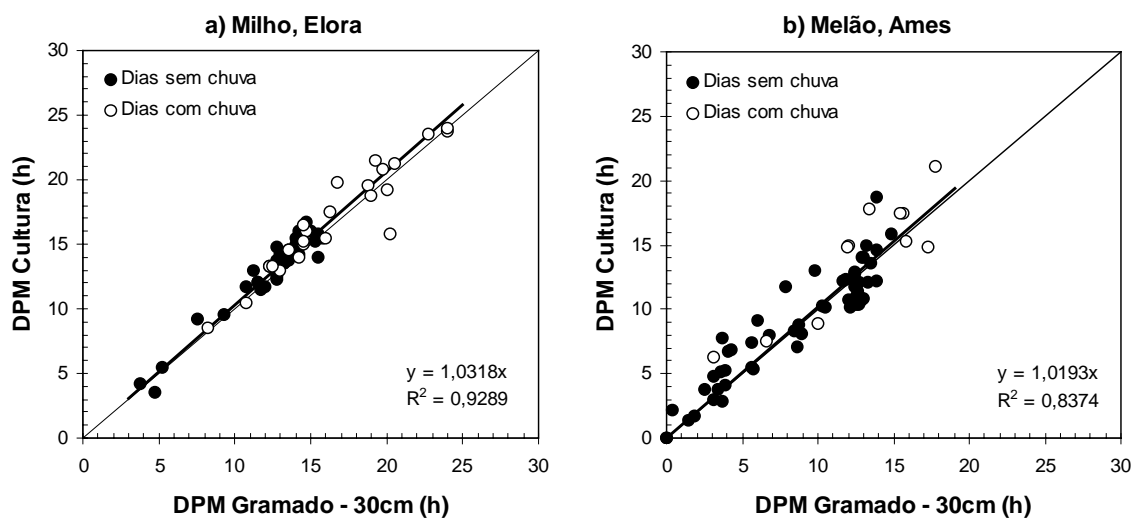 a) Milho, Elora
DPM Cultura (h)
30
25
20
15
10
5
0
Dias sem chuva
Dias com chuva
y = 1,0318x
R² = 0,9289
0 5 10 15 20 25 30
DPM Gramado - 30cm (h)
b) Melão, Ames
DPM Cultura (h)
30
25
20
15
10
5
0
Dias sem chuva
Dias com chuva
y = 1,0193x
R² = 0,8374
0 5 10 15 20 25 30
DPM Gramado - 30cm (h)